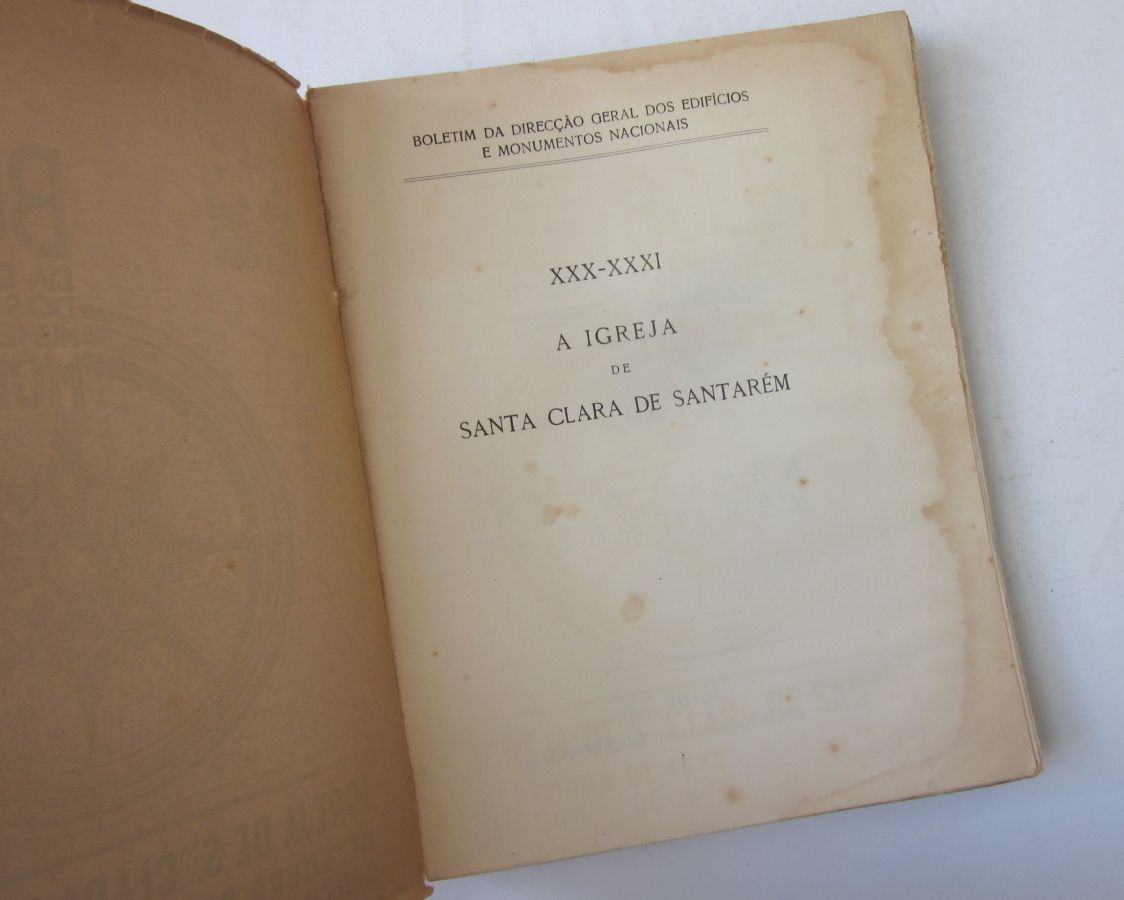 BOLETIM DA DIRECÇÃO GERAL DOS EDIFÍCIOS
E MONUMENTOS NACIONAIS
XXX-XXXI
A IGREJA
DE
SANTA CLARA DE SANTARÉM